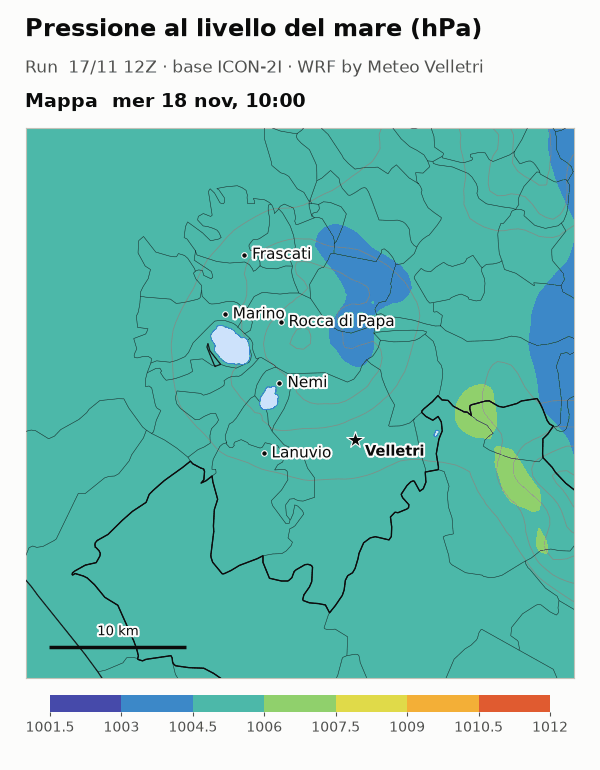 Pressione al livello del mare (hPa)
Run  17/11 12Z · base ICON-2I · WRF by Meteo Velletri
Mappa  mer 18 nov, 10:00
Frascati
Marino
Rocca di Papa
Nemi
Velletri
Lanuvio
10 km
1001.5 1003 1004.5 1006 1007.5 1009 1010.5 1012